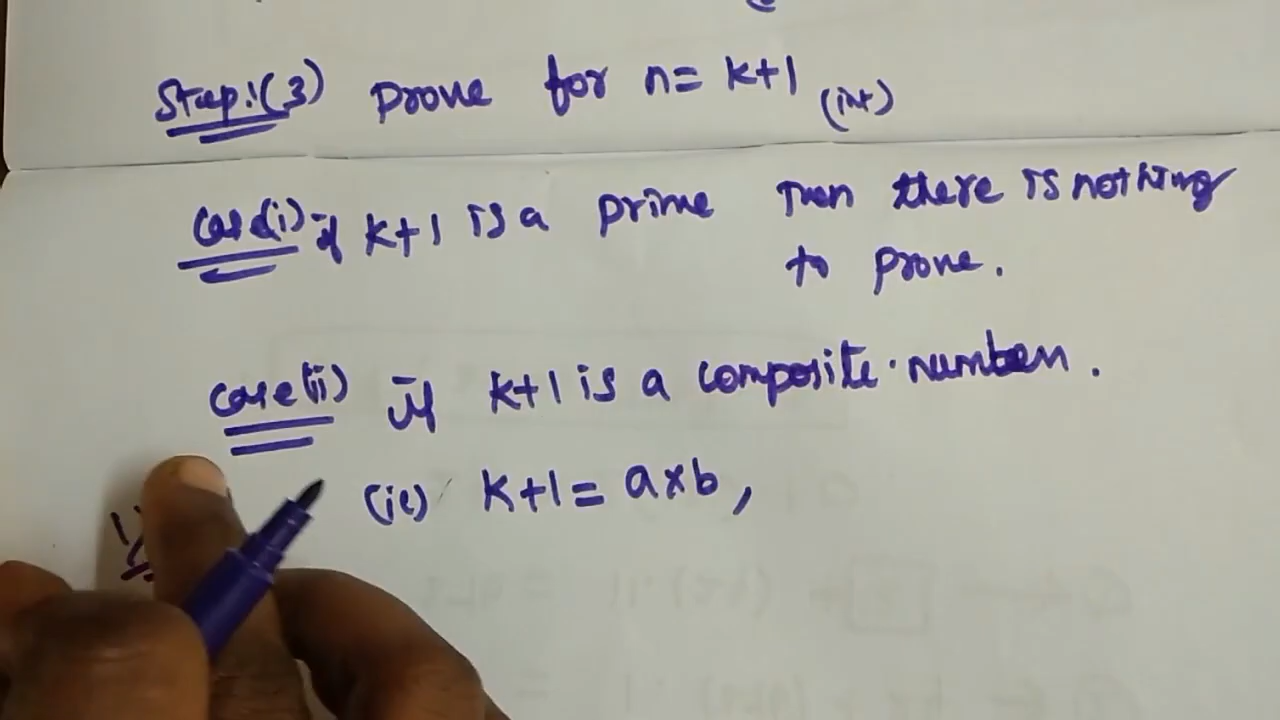 Step:(3) Prove for n = k+1 (int)
case(i)- if k+1 is a prime then there is nothing
to prove.
case(ii) if k+1 is a composite number.
(ie) k+1 = a×b,